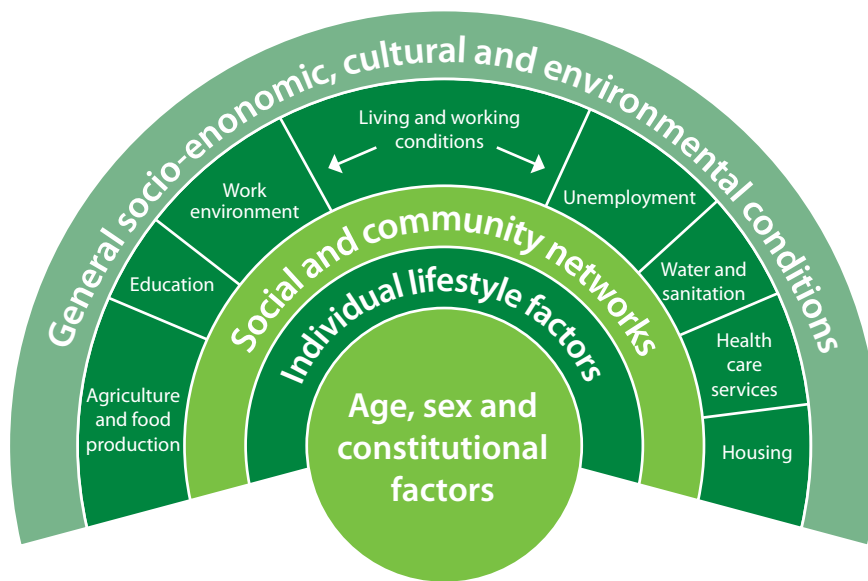 General socio-enonomic, cultural and environmental conditions
Living and working
conditions
Work
environment
Unemployment
Education
Water and
sanitation
Agriculture
and food
production
Health
care
services
Housing
Social and community networks
Individual lifestyle factors
Age, sex and
constitutional
factors